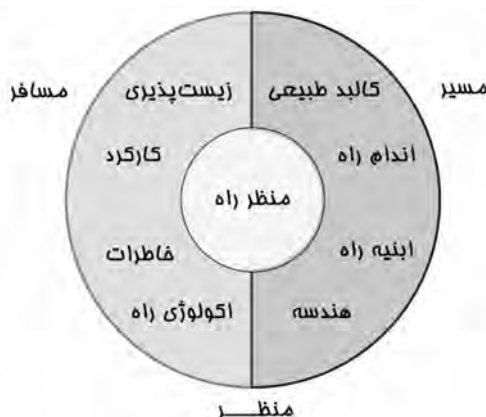 مسیر
کالبد طبیعی
اندام راه
ابنیه راه
هندسه
منظر راه
مسافر
زیست‌پذیری
کارکرد
خاطرات
اکولوژی راه
منظر